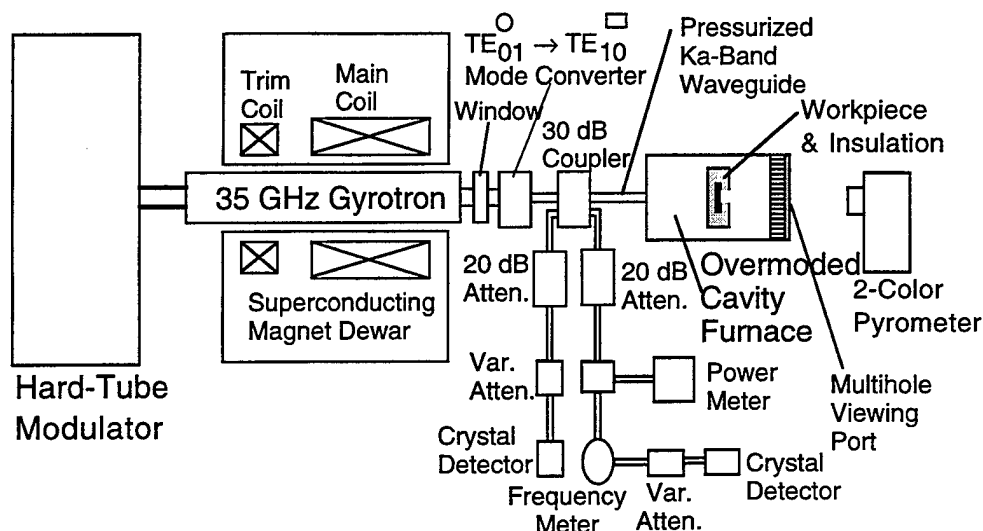 TE01 → TE10
Mode Converter
Pressurized
Ka-Band
Waveguide
Trim
Coil
Main
Coil
Window
30 dB
Coupler
Workpiece
& Insulation
35 GHz Gyrotron
20 dB
Atten.
20 dB
Atten.
Overmoded
Cavity
Furnace
2-Color
Pyrometer
Superconducting
Magnet Dewar
Hard-Tube
Modulator
Var.
Atten.
Power
Meter
Multihole
Viewing
Port
Crystal
Detector
Frequency
Meter
Var.
Atten.
Crystal
Detector